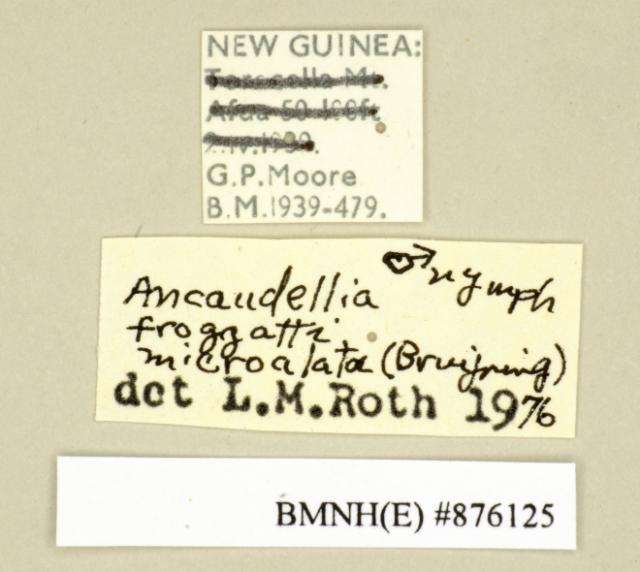 NEW GUINEA:
G.P.Moore
B.M.1939-479.
♂ nymph
Ancaudellia
froggatti
microalata (Bruijning)
det L.M.Roth 1976
BMNH(E) #876125